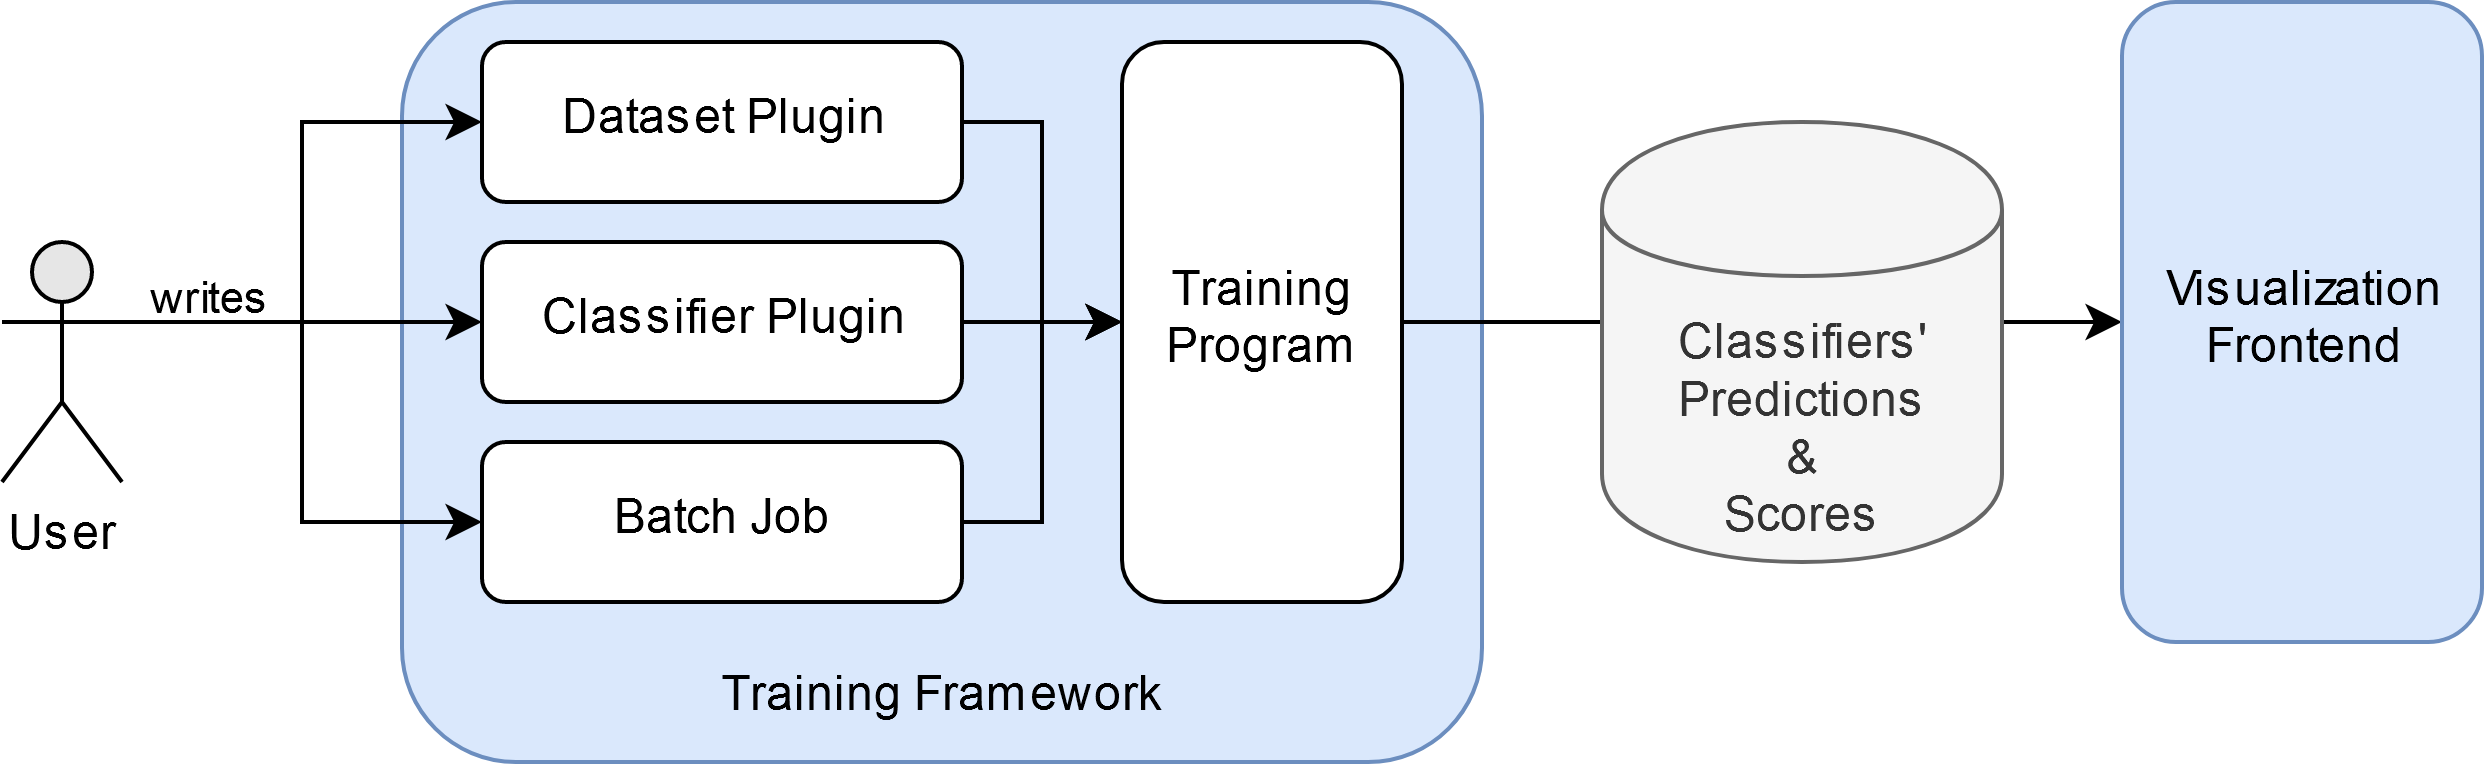 User
writes
Dataset Plugin
Classifier Plugin
Batch Job
Training Framework
Training
Program
Classifiers'
Predictions
&
Scores
Visualization
Frontend